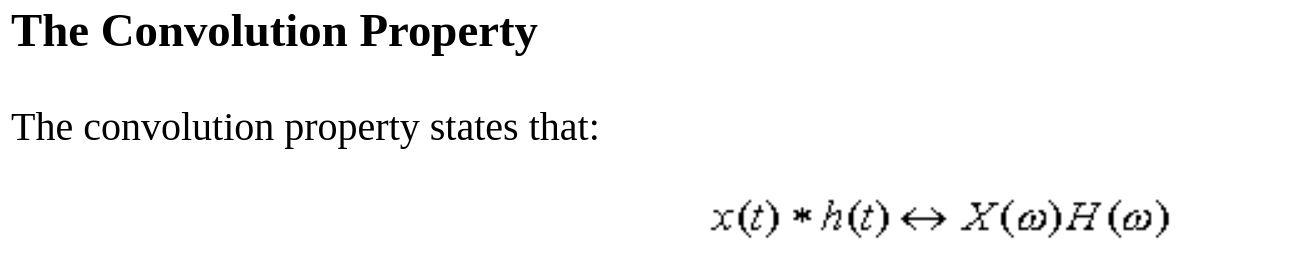 The Convolution Property
The convolution property states that:
x(t) * h(t) ↔ X(ω)H(ω)